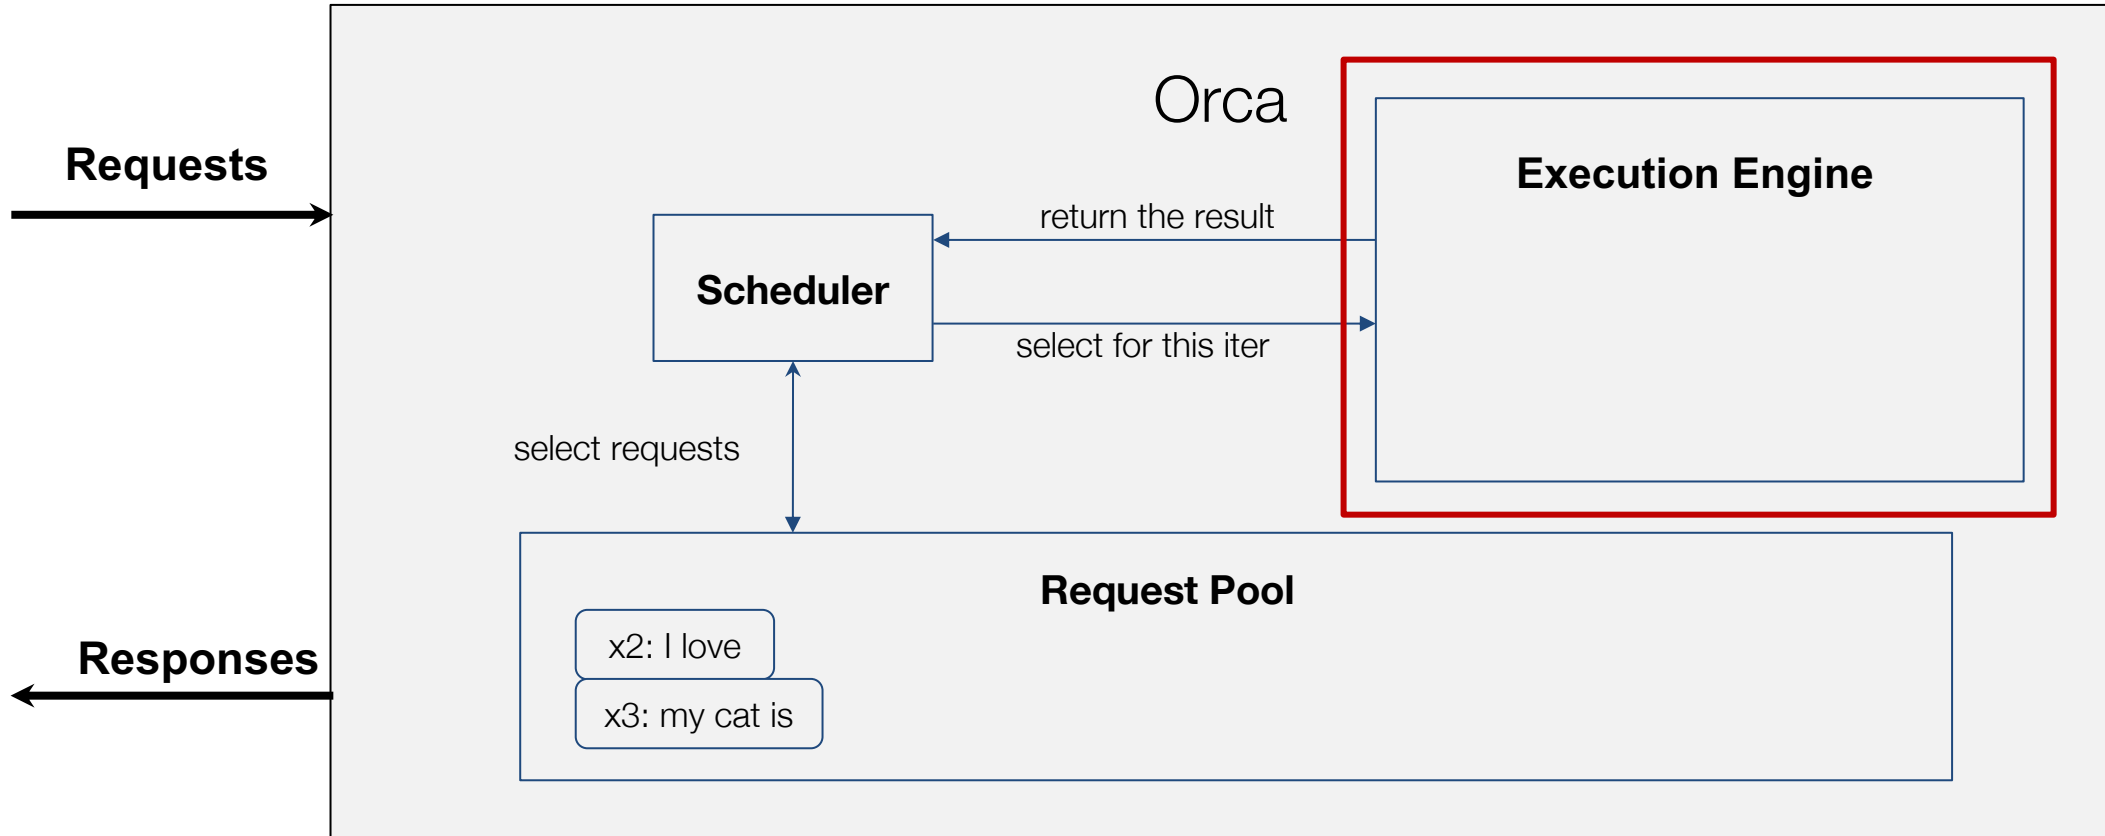 Orca
Requests
Execution Engine
return the result
Scheduler
select for this iter
select requests
Request Pool
x2: I love
Responses
x3: my cat is